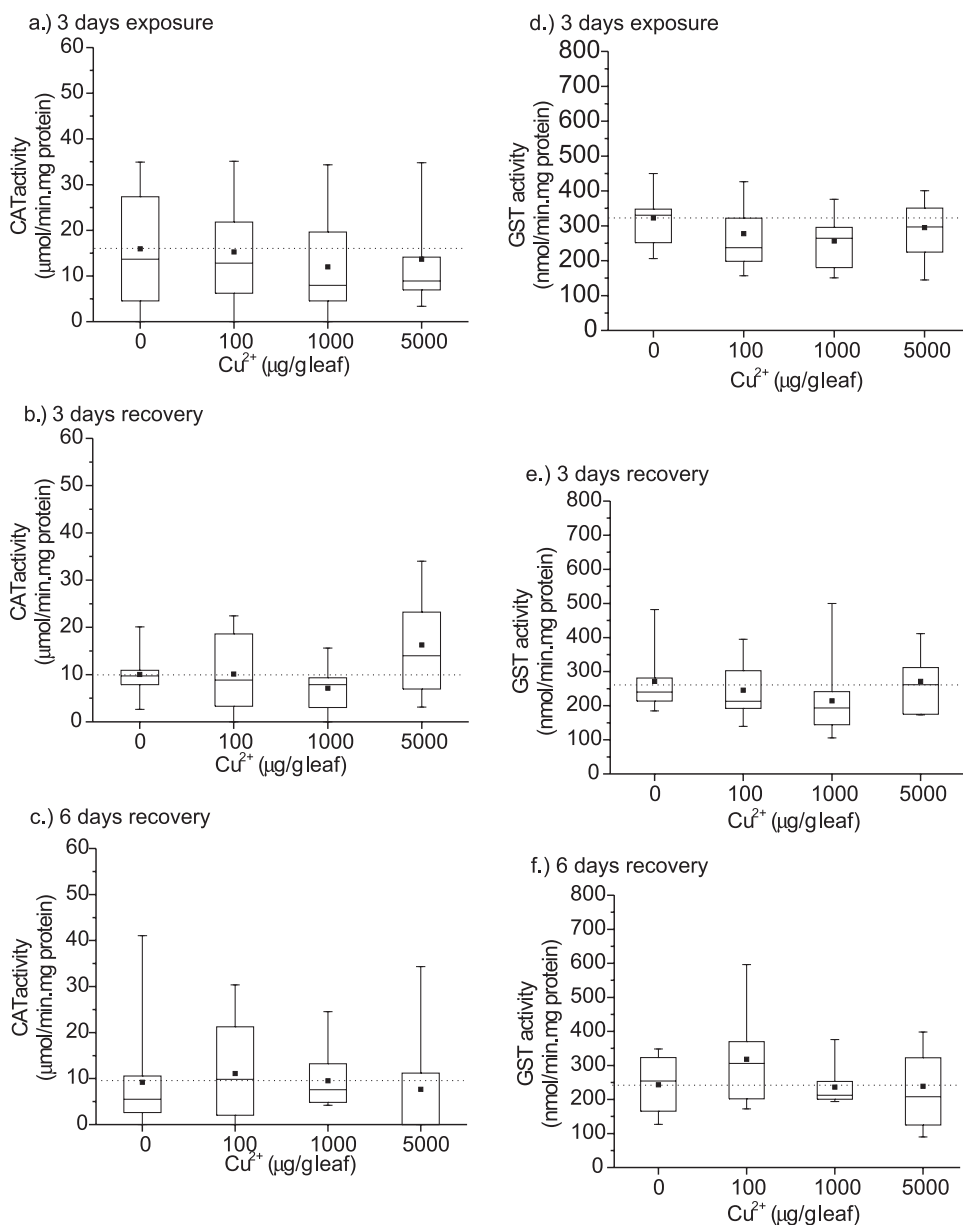 a.) 3 days exposure
60
50
40
30
20
10
0
CATactivity
(µmol/min.mg protein)
0 100 1000 5000
Cu²⁺ (µg/gleaf)
b.) 3 days recovery
60
50
40
30
20
10
0
CATactivity
(µmol/min.mg protein)
0 100 1000 5000
Cu²⁺ (µg/gleaf)
c.) 6 days recovery
60
50
40
30
20
10
0
CATactivity
(µmol/min.mg protein)
0 100 1000 5000
Cu²⁺ (µg/gleaf)
d.) 3 days exposure
800
700
600
500
400
300
200
100
0
GST activity
(nmol/min.mg protein)
0 100 1000 5000
Cu²⁺ (µg/gleaf)
e.) 3 days recovery
800
700
600
500
400
300
200
100
0
GST activity
(nmol/min.mg protein)
0 100 1000 5000
Cu²⁺ (µg/gleaf)
f.) 6 days recovery
800
700
600
500
400
300
200
100
0
GST activity
(nmol/min.mg protein)
0 100 1000 5000
Cu²⁺ (µg/gleaf)